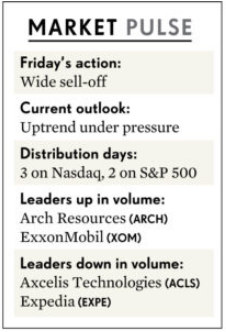 MARKET PULSE
Friday's action:
Wide sell-off
Current outlook:
Uptrend under pressure
Distribution days:
3 on Nasdaq, 2 on S&P 500
Leaders up in volume:
Arch Resources (ARCH)
ExxonMobil (XOM)
Leaders down in volume:
Axcelis Technologies (ACLS)
Expedia (EXPE)